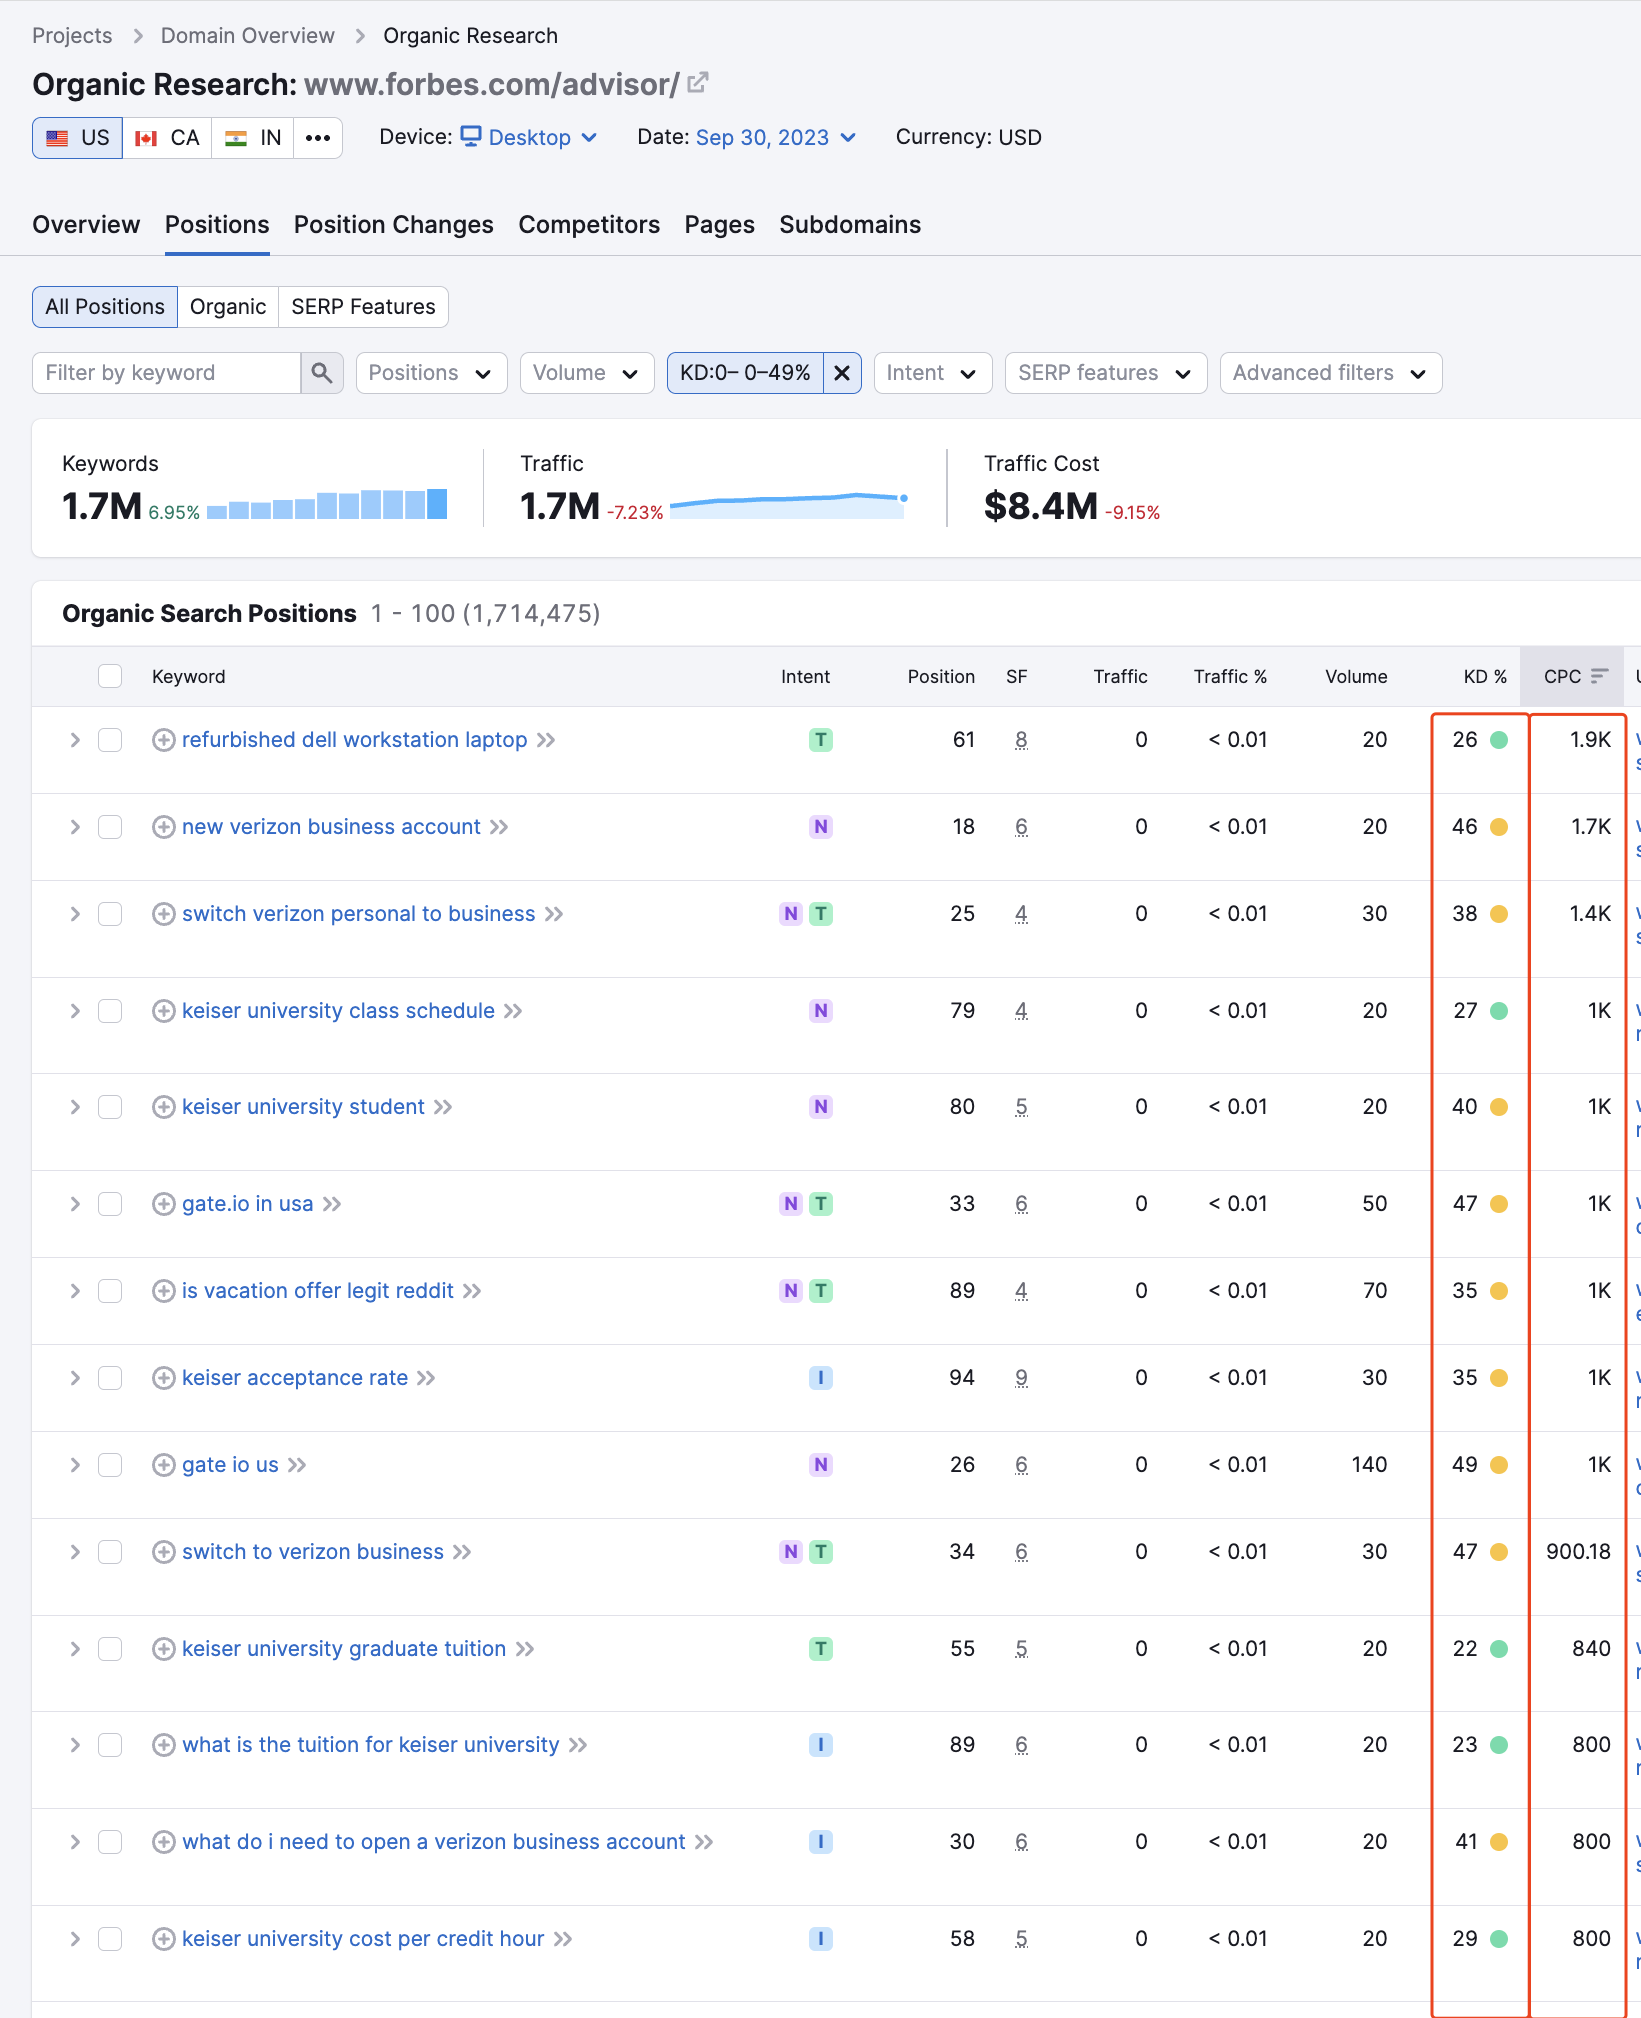 Projects > Domain Overview > Organic Research
Organic Research: www.forbes.com/advisor/
US CA IN ••• Device: Desktop Date: Sep 30, 2023 Currency: USD
Overview Positions Position Changes Competitors Pages Subdomains
All Positions Organic SERP Features
Filter by keyword Positions Volume KD:0– 0–49% Intent SERP features Advanced filters
Keywords Traffic Traffic Cost
1.7M 6.95% 1.7M -7.23% $8.4M -9.15%
Organic Search Positions 1 - 100 (1,714,475)
Keyword Intent Position SF Traffic Traffic % Volume KD % CPC
refurbished dell workstation laptop T 61 8 0 < 0.01 20 26 1.9K
new verizon business account N 18 6 0 < 0.01 20 46 1.7K
switch verizon personal to business N T 25 4 0 < 0.01 30 38 1.4K
keiser university class schedule N 79 4 0 < 0.01 20 27 1K
keiser university student N 80 5 0 < 0.01 20 40 1K
gate.io in usa N T 33 6 0 < 0.01 50 47 1K
is vacation offer legit reddit N T 89 4 0 < 0.01 70 35 1K
keiser acceptance rate I 94 9 0 < 0.01 30 35 1K
gate io us N 26 6 0 < 0.01 140 49 1K
switch to verizon business N T 34 6 0 < 0.01 30 47 900.18
keiser university graduate tuition T 55 5 0 < 0.01 20 22 840
what is the tuition for keiser university I 89 6 0 < 0.01 20 23 800
what do i need to open a verizon business account I 30 6 0 < 0.01 20 41 800
keiser university cost per credit hour I 58 5 0 < 0.01 20 29 800